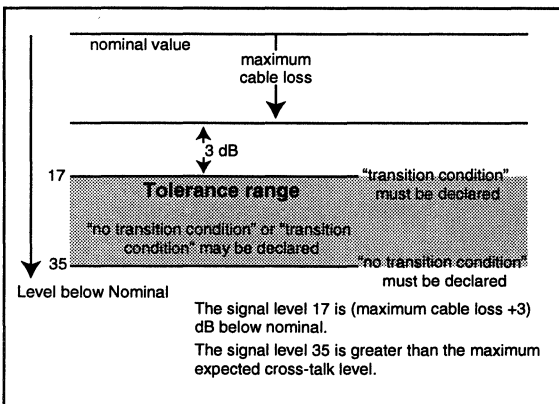 nominal value
maximum
cable loss
3 dB
17
"transition condition"
must be declared
Tolerance range
"no transition condition" or "transition
condition" may be declared
35
"no transition condition"
must be declared
Level below Nominal
The signal level 17 is (maximum cable loss +3)
dB below nominal.
The signal level 35 is greater than the maximum
expected cross-talk level.